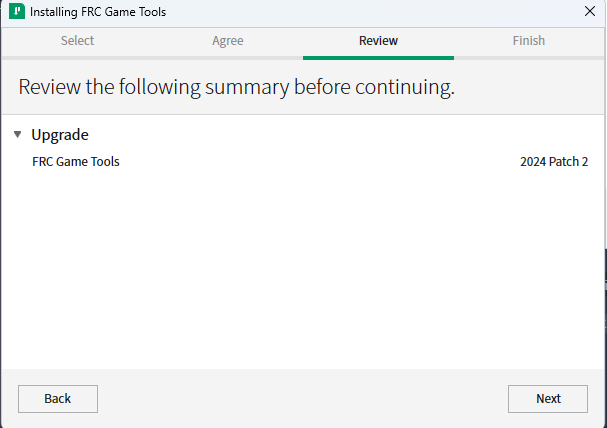 Installing FRC Game Tools
Select Agree Review Finish
Review the following summary before continuing.
Upgrade
FRC Game Tools 2024 Patch 2
Back Next